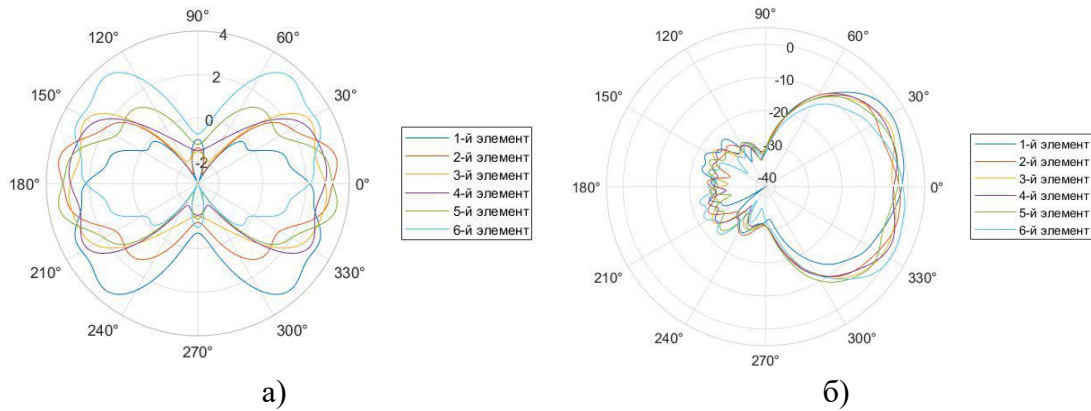 90°
120°
60°
150°
30°
180°
0°
210°
330°
240°
300°
270°
4
2
0
-2
1-й элемент
2-й элемент
3-й элемент
4-й элемент
5-й элемент
6-й элемент
а)
90°
120°
60°
150°
30°
180°
0°
210°
330°
240°
300°
270°
0
-10
-20
-30
-40
1-й элемент
2-й элемент
3-й элемент
4-й элемент
5-й элемент
6-й элемент
б)